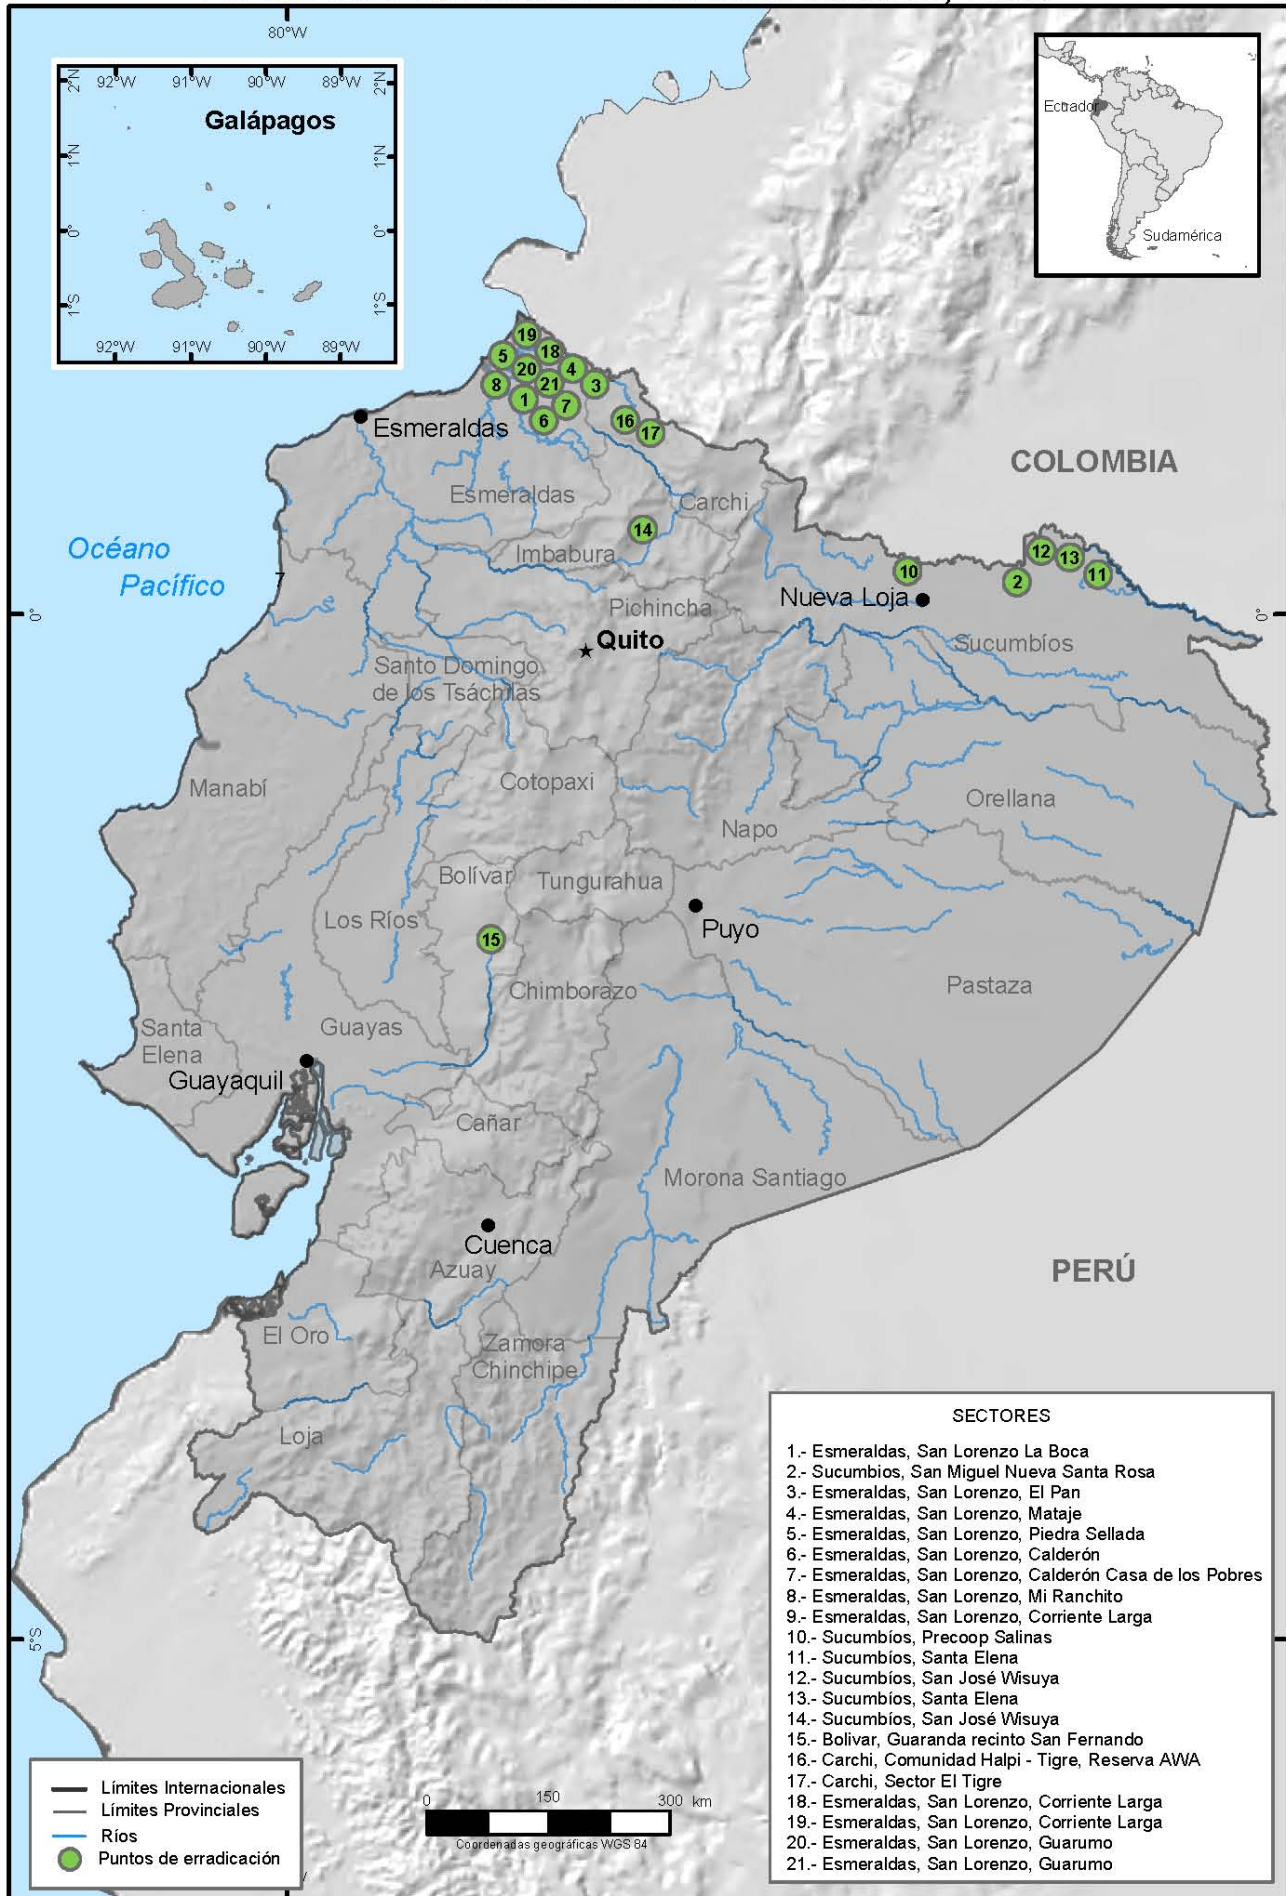 80°W
92°W
91°W
90°W
89°W
2°N
2°N
Galápagos
1°N
1°N
0°
0°
1°S
1°S
92°W
91°W
90°W
89°W
Ecuador
Sudamérica
19
5
18
20
4
8
21
3
1
7
6
16
17
Esmeraldas
COLOMBIA
Esmeraldas
Carchi
14
Océano
Pacífico
Imbabura
12
13
10
2
11
7
Nueva Loja
0°
0°
Pichincha
Quito
Sucumbíos
Santo Domingo
de los Tsáchilas
Manabí
Cotopaxi
Orellana
Napo
Bolívar
Tungurahua
Los Ríos
Puyo
15
Chimborazo
Pastaza
Santa
Elena
Guayas
Guayaquil
Cañar
Morona Santiago
Cuenca
Azuay
PERÚ
El Oro
Zamora
Chinchipe
Loja
5°S
SECTORES
1.- Esmeraldas, San Lorenzo La Boca
2.- Sucumbios, San Miguel Nueva Santa Rosa
3.- Esmeraldas, San Lorenzo, El Pan
4.- Esmeraldas, San Lorenzo, Mataje
5.- Esmeraldas, San Lorenzo, Piedra Sellada
6.- Esmeraldas, San Lorenzo, Calderón
7.- Esmeraldas, San Lorenzo, Calderón Casa de los Pobres
8.- Esmeraldas, San Lorenzo, Mi Ranchito
9.- Esmeraldas, San Lorenzo, Corriente Larga
10.- Sucumbíos, Precoop Salinas
11.- Sucumbíos, Santa Elena
12.- Sucumbíos, San José Wisuya
13.- Sucumbíos, Santa Elena
14.- Sucumbíos, San José Wisuya
15.- Bolivar, Guaranda recinto San Fernando
16.- Carchi, Comunidad Halpi - Tigre, Reserva AWA
17.- Carchi, Sector El Tigre
18.- Esmeraldas, San Lorenzo, Corriente Larga
19.- Esmeraldas, San Lorenzo, Corriente Larga
20.- Esmeraldas, San Lorenzo, Guarumo
21.- Esmeraldas, San Lorenzo, Guarumo
Límites Internacionales
Límites Provinciales
Ríos
Puntos de erradicación
0 150 300 km
Coordenadas geográficas WGS 84